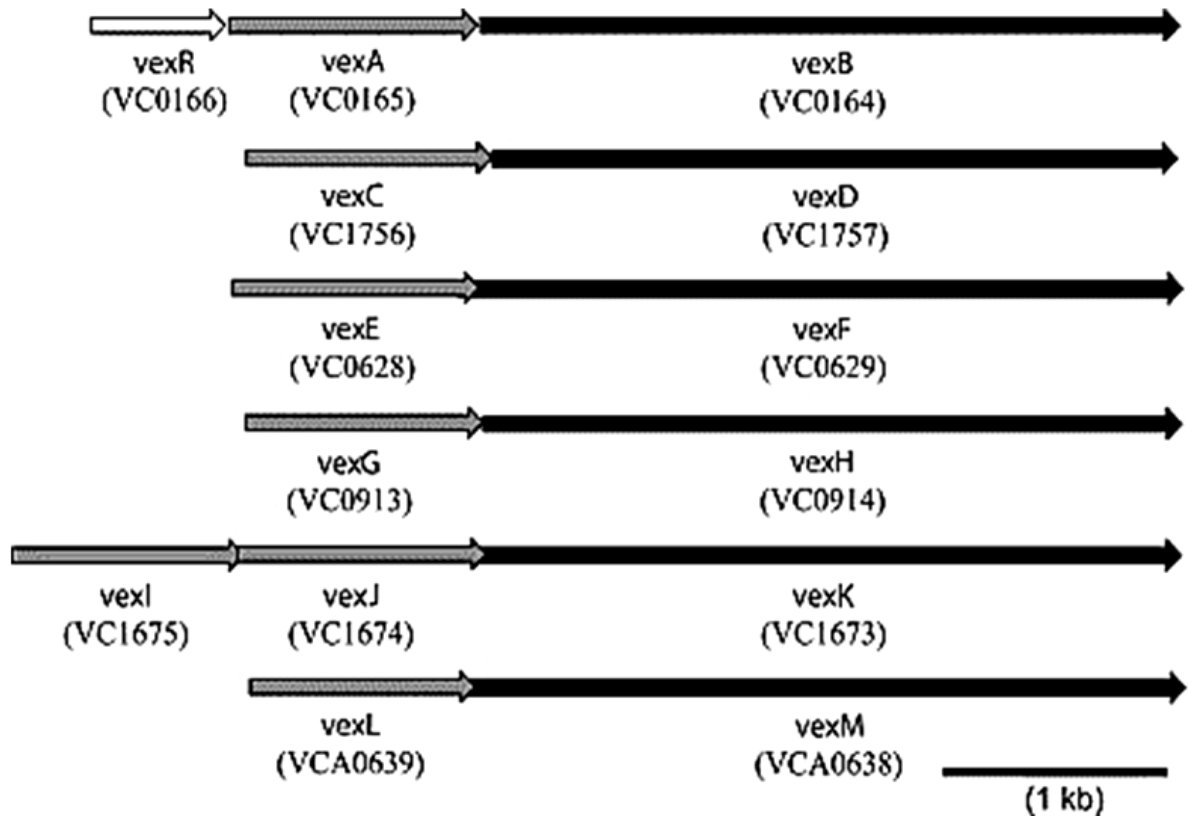 vexR vexA vexB
(VC0166) (VC0165) (VC0164)
vexC vexD
(VC1756) (VC1757)
vexE vexF
(VC0628) (VC0629)
vexG vexH
(VC0913) (VC0914)
vexI vexJ vexK
(VC1675) (VC1674) (VC1673)
vexL vexM
(VCA0639) (VCA0638)
(1 kb)